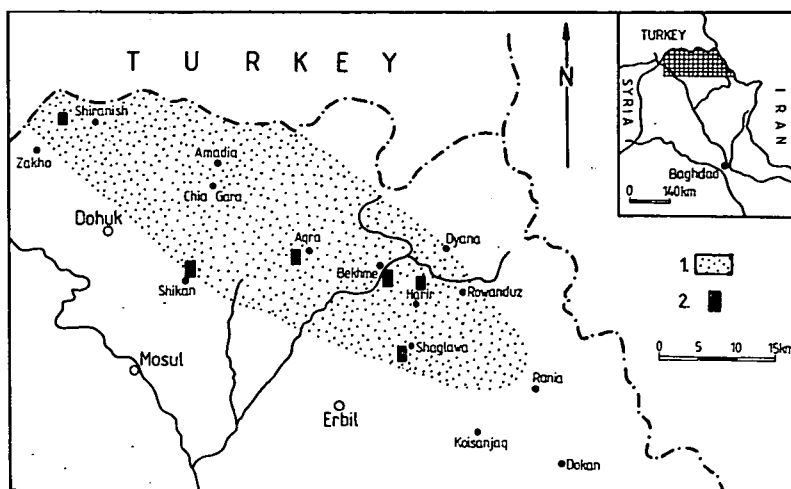 TURKEY
N
Shiranish
Zakho
Amadia
Chia Gara
Dohuk
Aqra
Dyana
Bekhme
Shikan
Harir
Rowanduz
Mosul
Shaglawa
Rania
Erbil
Koisanjaq
Dokan
TURKEY
SYRIA
IRAN
Baghdad
0 140km
1.
2.
0 5 10 15km